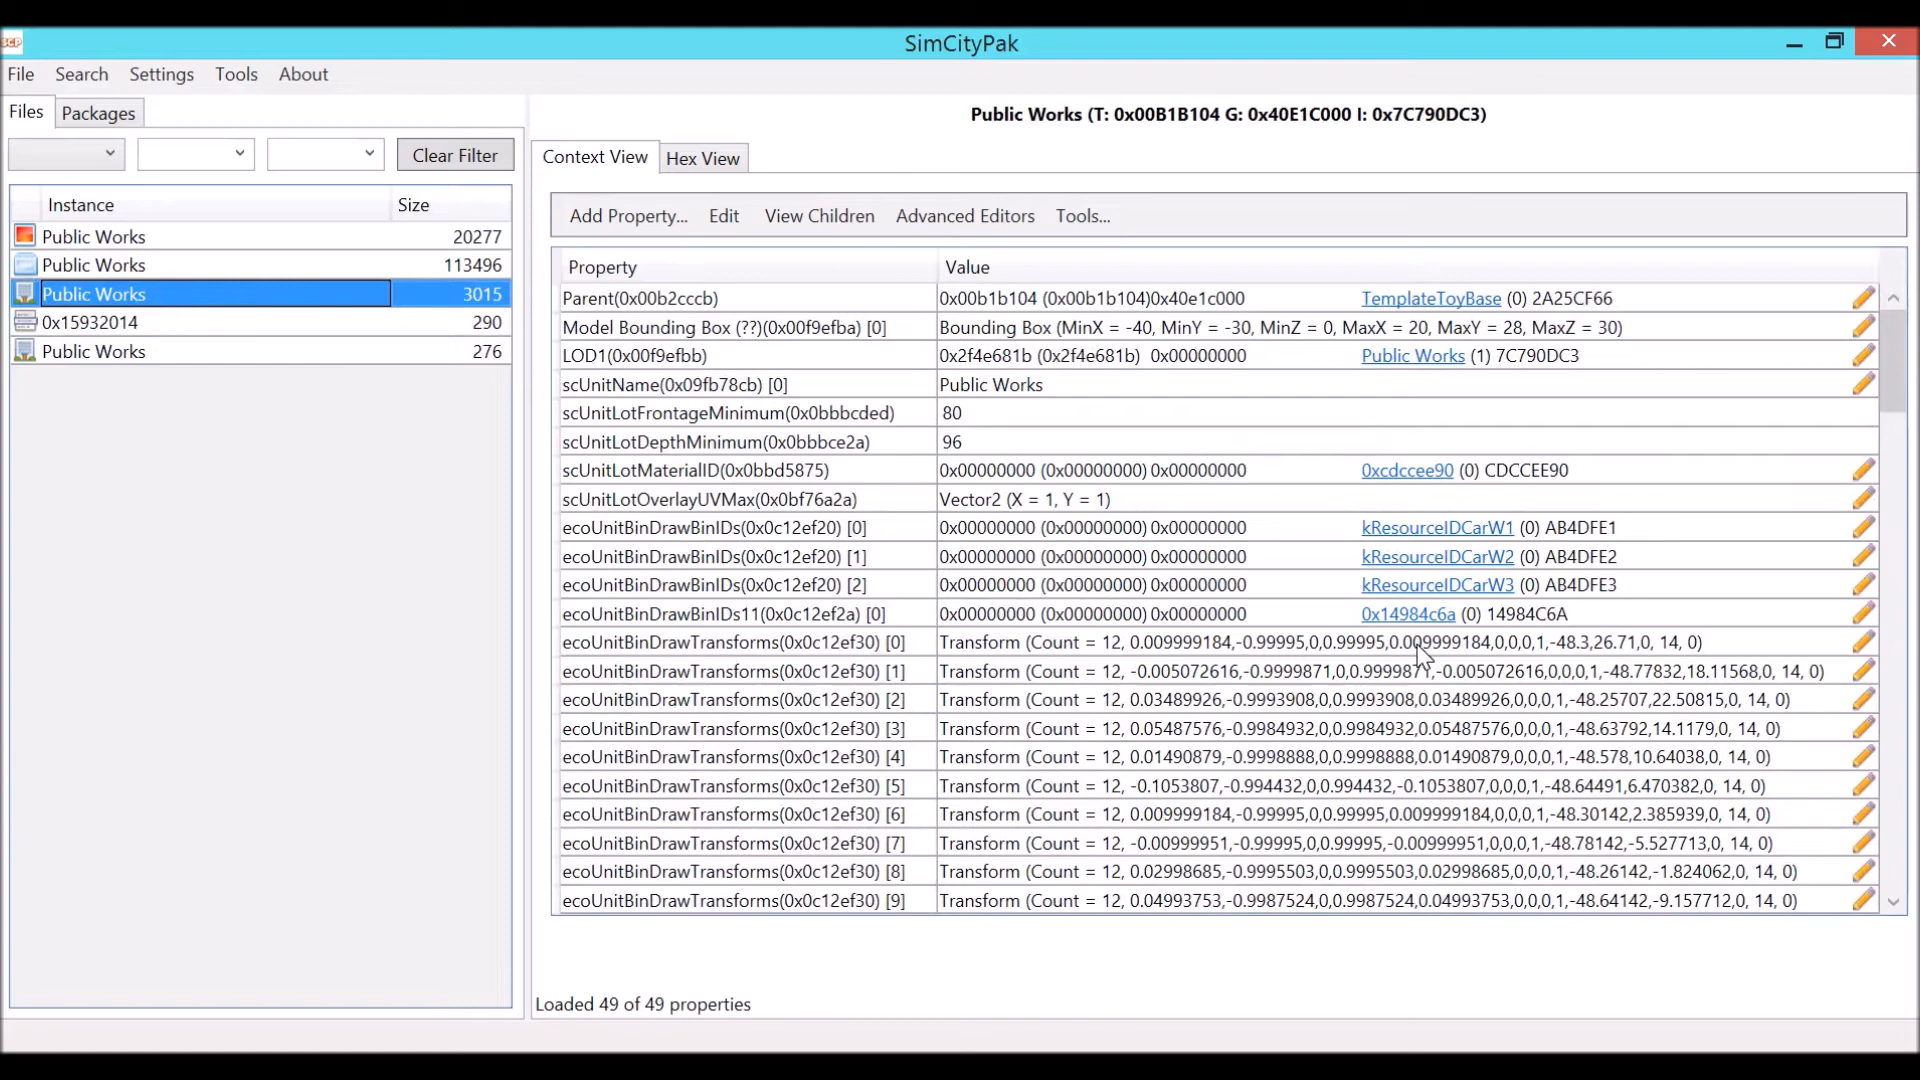 SCP
SimCityPak
File Search Settings Tools About
Files Packages
Public Works (T: 0x00B1B104 G: 0x40E1C000 I: 0x7C790DC3)
Clear Filter
Context View Hex View
Instance Size
Public Works 20277
Public Works 113496
Public Works 3015
0x15932014 290
Public Works 276
Add Property... Edit View Children Advanced Editors Tools...
Property Value
Parent(0x00b2cccb) 0x00b1b104 (0x00b1b104)0x40e1c000 TemplateToyBase (0) 2A25CF66
Model Bounding Box (??)(0x00f9efba) [0] Bounding Box (MinX = -40, MinY = -30, MinZ = 0, MaxX = 20, MaxY = 28, MaxZ = 30)
LOD1(0x00f9efbb) 0x2f4e681b (0x2f4e681b) 0x00000000 Public Works (1) 7C790DC3
scUnitName(0x09fb78cb) [0] Public Works
scUnitLotFrontageMinimum(0x0bbbcded) 80
scUnitLotDepthMinimum(0x0bbbce2a) 96
scUnitLotMaterialID(0x0bbd5875) 0x00000000 (0x00000000) 0x00000000 0xcdccee90 (0) CDCCEE90
scUnitLotOverlayUVMax(0x0bf76a2a) Vector2 (X = 1, Y = 1)
ecoUnitBinDrawBinIDs(0x0c12ef20) [0] 0x00000000 (0x00000000) 0x00000000 kResourceIDCarW1 (0) AB4DFE1
ecoUnitBinDrawBinIDs(0x0c12ef20) [1] 0x00000000 (0x00000000) 0x00000000 kResourceIDCarW2 (0) AB4DFE2
ecoUnitBinDrawBinIDs(0x0c12ef20) [2] 0x00000000 (0x00000000) 0x00000000 kResourceIDCarW3 (0) AB4DFE3
ecoUnitBinDrawBinIDs11(0x0c12ef2a) [0] 0x00000000 (0x00000000) 0x00000000 0x14984c6a (0) 14984C6A
ecoUnitBinDrawTransforms(0x0c12ef30) [0] Transform (Count = 12, 0.009999184,-0.99995,0,0.99995,0.009999184,0,0,0,1,-48.3,26.71,0, 14, 0)
ecoUnitBinDrawTransforms(0x0c12ef30) [1] Transform (Count = 12, -0.005072616,-0.9999871,0,0.9999871,-0.005072616,0,0,0,1,-48.77832,18.11568,0, 14, 0)
ecoUnitBinDrawTransforms(0x0c12ef30) [2] Transform (Count = 12, 0.03489926,-0.9993908,0,0.9993908,0.03489926,0,0,0,1,-48.25707,22.50815,0, 14, 0)
ecoUnitBinDrawTransforms(0x0c12ef30) [3] Transform (Count = 12, 0.05487576,-0.9984932,0,0.9984932,0.05487576,0,0,0,1,-48.63792,14.1179,0, 14, 0)
ecoUnitBinDrawTransforms(0x0c12ef30) [4] Transform (Count = 12, 0.01490879,-0.9998888,0,0.9998888,0.01490879,0,0,0,1,-48.578,10.64038,0, 14, 0)
ecoUnitBinDrawTransforms(0x0c12ef30) [5] Transform (Count = 12, -0.1053807,-0.994432,0,0.994432,-0.1053807,0,0,0,1,-48.64491,6.470382,0, 14, 0)
ecoUnitBinDrawTransforms(0x0c12ef30) [6] Transform (Count = 12, 0.009999184,-0.99995,0,0.99995,0.009999184,0,0,0,1,-48.30142,2.385939,0, 14, 0)
ecoUnitBinDrawTransforms(0x0c12ef30) [7] Transform (Count = 12, -0.00999951,-0.99995,0,0.99995,-0.00999951,0,0,0,1,-48.78142,-5.527713,0, 14, 0)
ecoUnitBinDrawTransforms(0x0c12ef30) [8] Transform (Count = 12, 0.02998685,-0.9995503,0,0.9995503,0.02998685,0,0,0,1,-48.26142,-1.824062,0, 14, 0)
ecoUnitBinDrawTransforms(0x0c12ef30) [9] Transform (Count = 12, 0.04993753,-0.9987524,0,0.9987524,0.04993753,0,0,0,1,-48.64142,-9.157712,0, 14, 0)
Loaded 49 of 49 properties